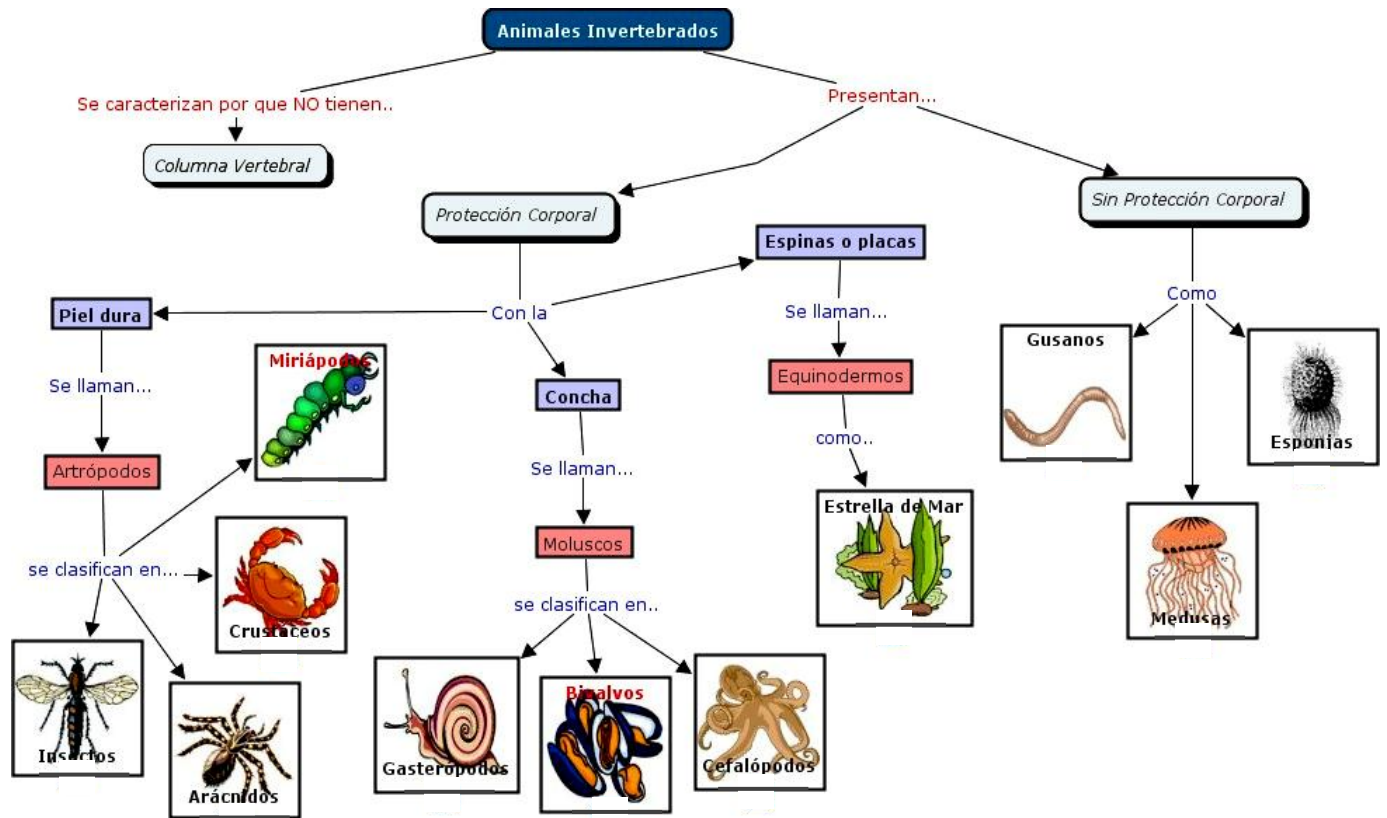 Animales Invertebrados
Se caracterizan por que NO tienen..
Presentan...
Columna Vertebral
Protección Corporal
Sin Protección Corporal
Espinas o placas
Piel dura
Con la
Se llaman...
Como
Gusanos
Miriápodos
Se llaman...
Concha
Equinodermos
Esponjas
Artrópodos
Se llaman...
como..
Estrella de Mar
Moluscos
se clasifican en...
se clasifican en..
Crustáceos
Medusas
Insectos
Gasterópodos
Bivalvos
Cefalópodos
Arácnidos